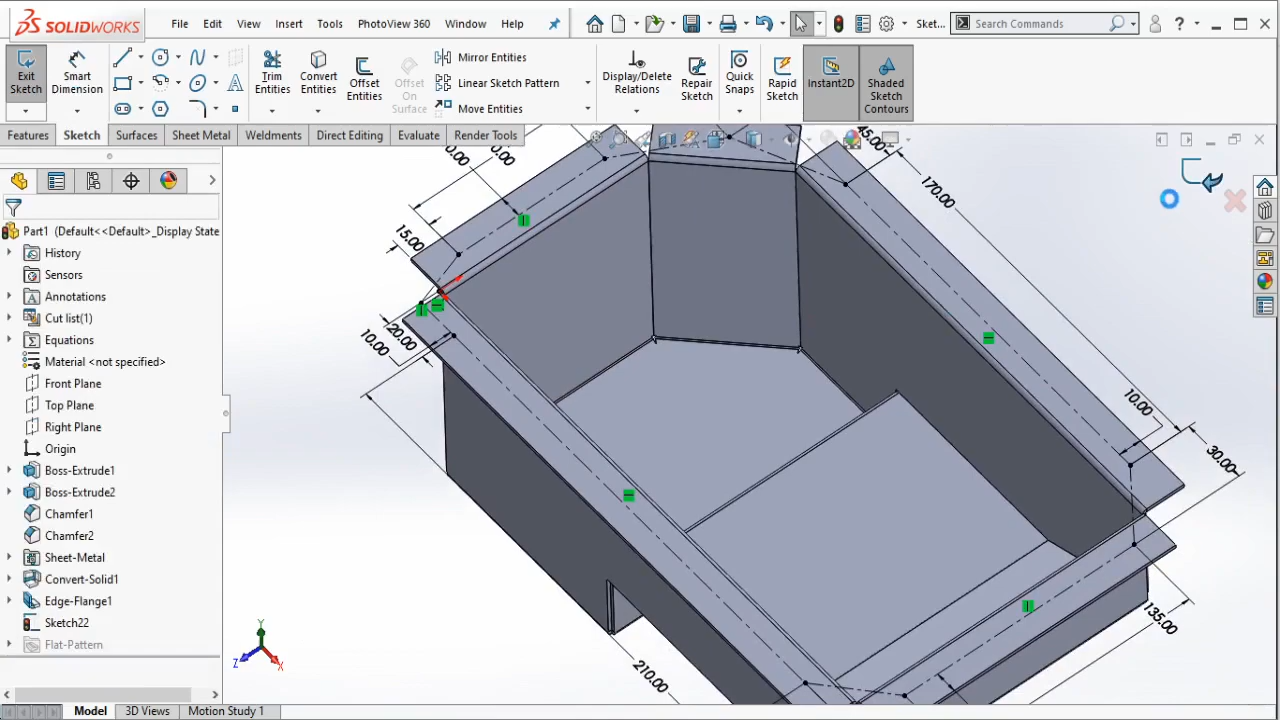 SOLIDWORKS File Edit View Insert Tools PhotoView 360 Window Help Sket... Search Commands
Exit Sketch Smart Dimension Trim Entities Convert Entities Offset Entities Offset On Surface Mirror Entities Linear Sketch Pattern Move Entities Display/Delete Relations Repair Sketch Quick Snaps Rapid Sketch Instant2D Shaded Sketch Contours
Features Sketch Surfaces Sheet Metal Weldments Direct Editing Evaluate Render Tools
Part1 (Default<<Default>_Display State
History
Sensors
Annotations
Cut list(1)
Equations
Material <not specified>
Front Plane
Top Plane
Right Plane
Origin
Boss-Extrude1
Boss-Extrude2
Chamfer1
Chamfer2
Sheet-Metal
Convert-Solid1
Edge-Flange1
Sketch22
Flat-Pattern
45.00
170.00
15.00
20.00
10.00
10.00
30.00
135.00
210.00
Y
Z
X
Model 3D Views Motion Study 1